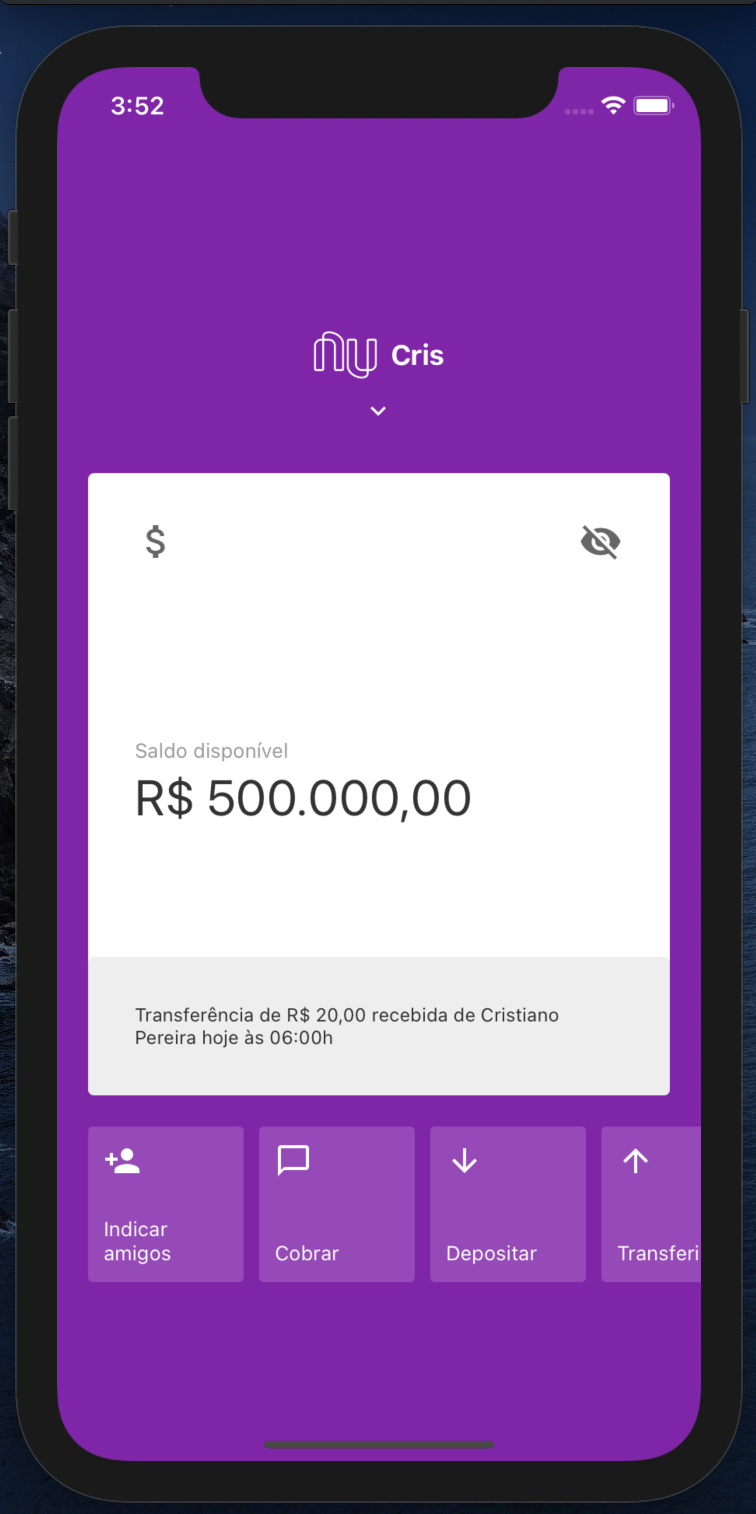 3:52
nu Cris
$
Saldo disponível
R$ 500.000,00
Transferência de R$ 20,00 recebida de Cristiano
Pereira hoje às 06:00h
Indicar
amigos
Cobrar
Depositar
Transferi